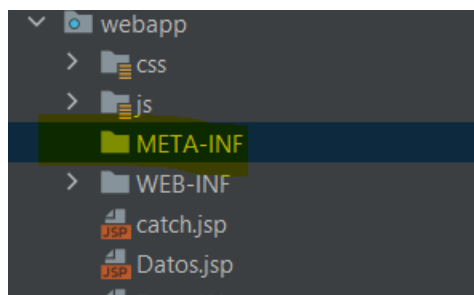 webapp
css
js
META-INF
WEB-INF
JSP catch.jsp
JSP Datos.jsp